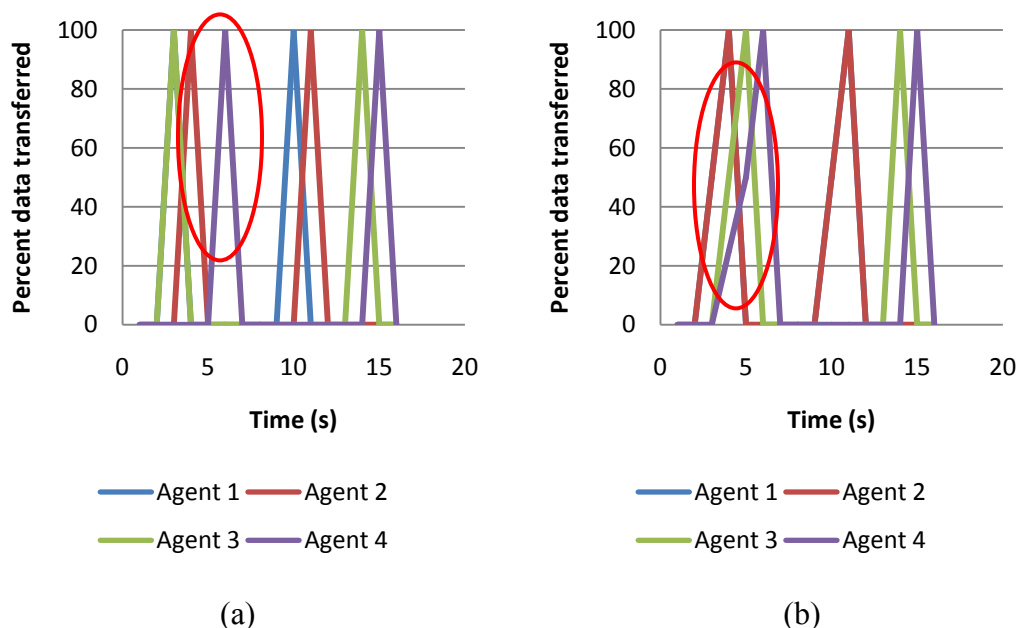 100
80
60
40
20
0
Percent data transferred
0 5 10 15 20
Time (s)
Agent 1 Agent 2
Agent 3 Agent 4
(a)
100
80
60
40
20
0
Percent data transferred
0 5 10 15 20
Time (s)
Agent 1 Agent 2
Agent 3 Agent 4
(b)